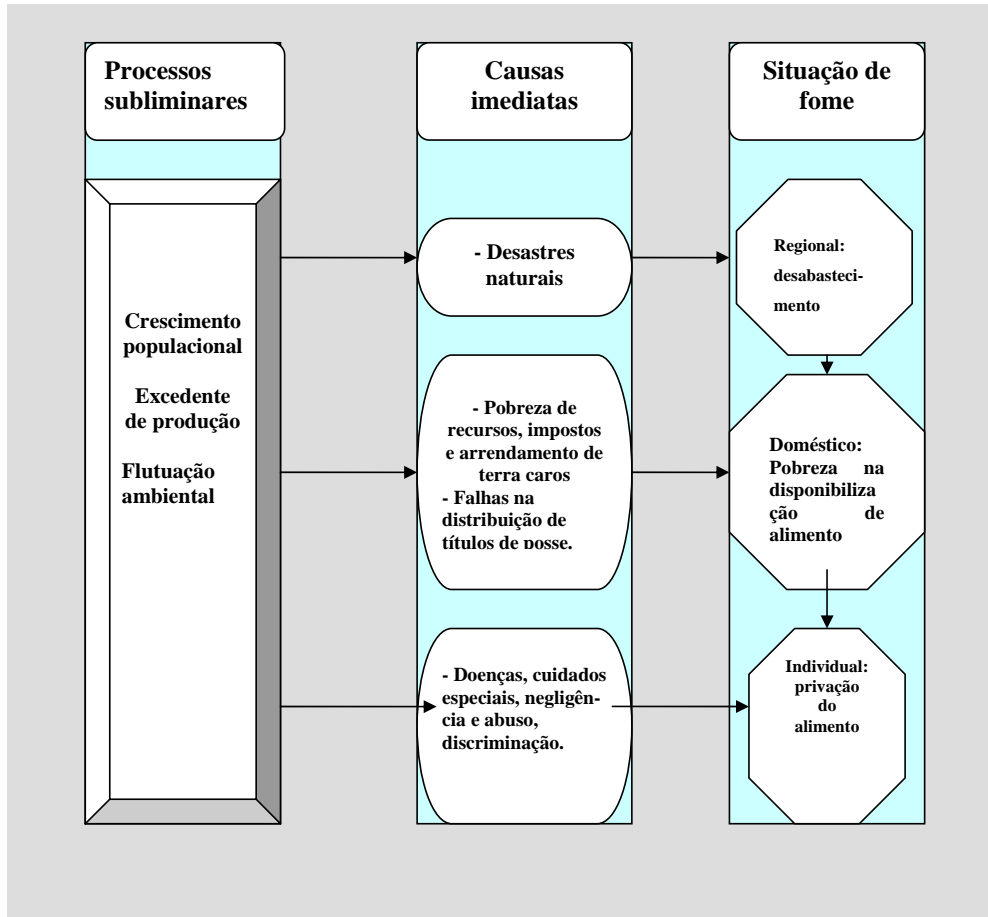 Processos
subliminares
Causas
imediatas
Situação de
fome
Crescimento
populacional
Excedente
de produção
Flutuação
ambiental
- Desastres
naturais
- Pobreza de
recursos, impostos
e arrendamento de
terra caros
- Falhas na
distribuição de
títulos de posse.
- Doenças, cuidados
especiais, negligên-
cia e abuso,
discriminação.
Regional:
desabasteci-
mento
Doméstico:
Pobreza na
disponibiliza
ção de
alimento
Individual:
privação
do
alimento